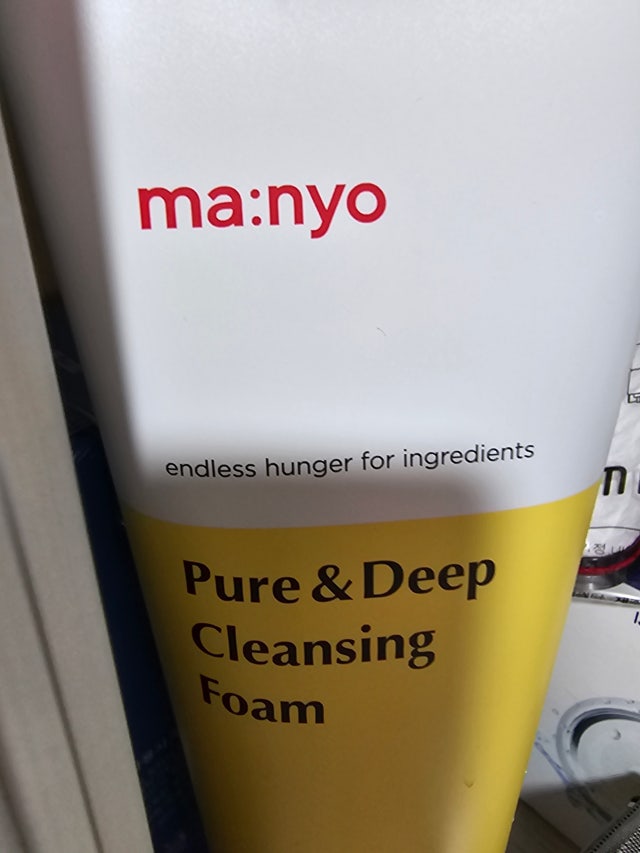 ma:nyo
endless hunger for ingredients
Pure & Deep
Cleansing
Foam